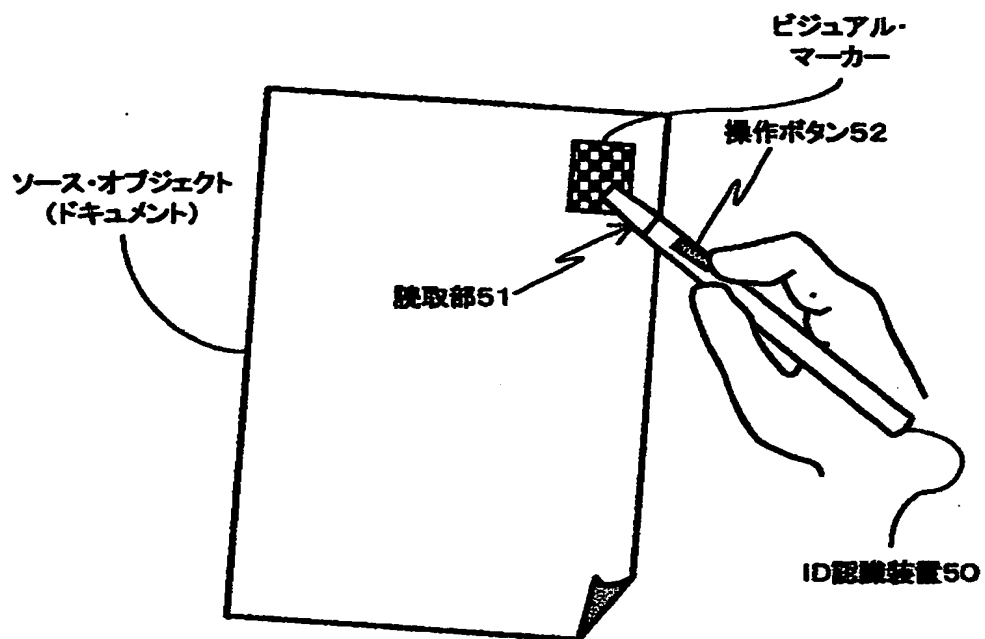 ビジュアル・
マーカー
操作ボタン52
ソース・オブジェクト
(ドキュメント)
読取部51
ID認識装置50